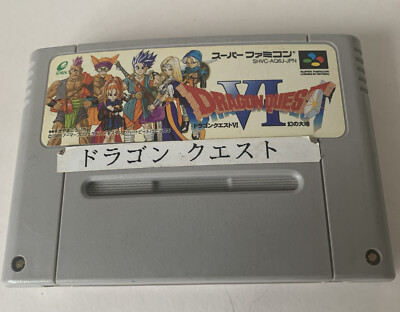 スーパーファミコン
SHVC-AQ6J-JPN
ENIX
DRAGON QUEST
VI
ドラゴンクエストVI
幻の大地
ドラゴン クエスト